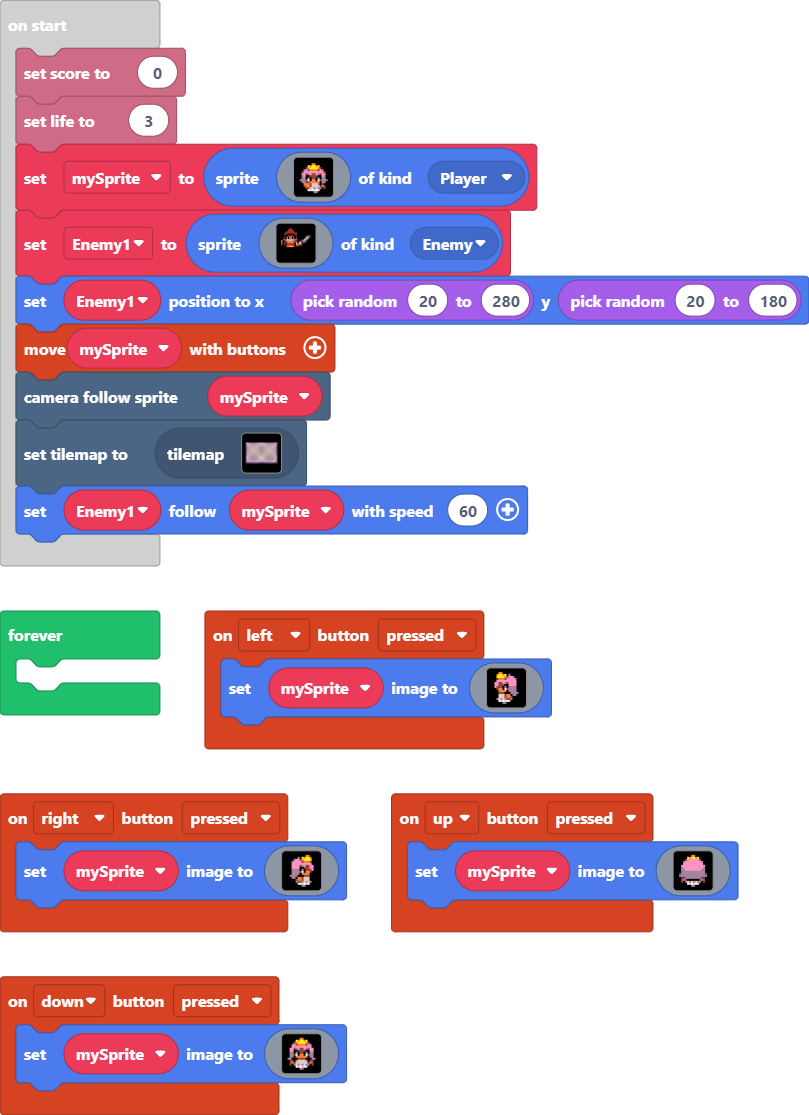 on start
set score to 0
set life to 3
set mySprite to sprite of kind Player
set Enemy1 to sprite of kind Enemy
set Enemy1 position to x pick random 20 to 280 y pick random 20 to 180
move mySprite with buttons
camera follow sprite mySprite
set tilemap to tilemap
set Enemy1 follow mySprite with speed 60
forever
on left button pressed
set mySprite image to
on right button pressed
set mySprite image to
on up button pressed
set mySprite image to
on down button pressed
set mySprite image to